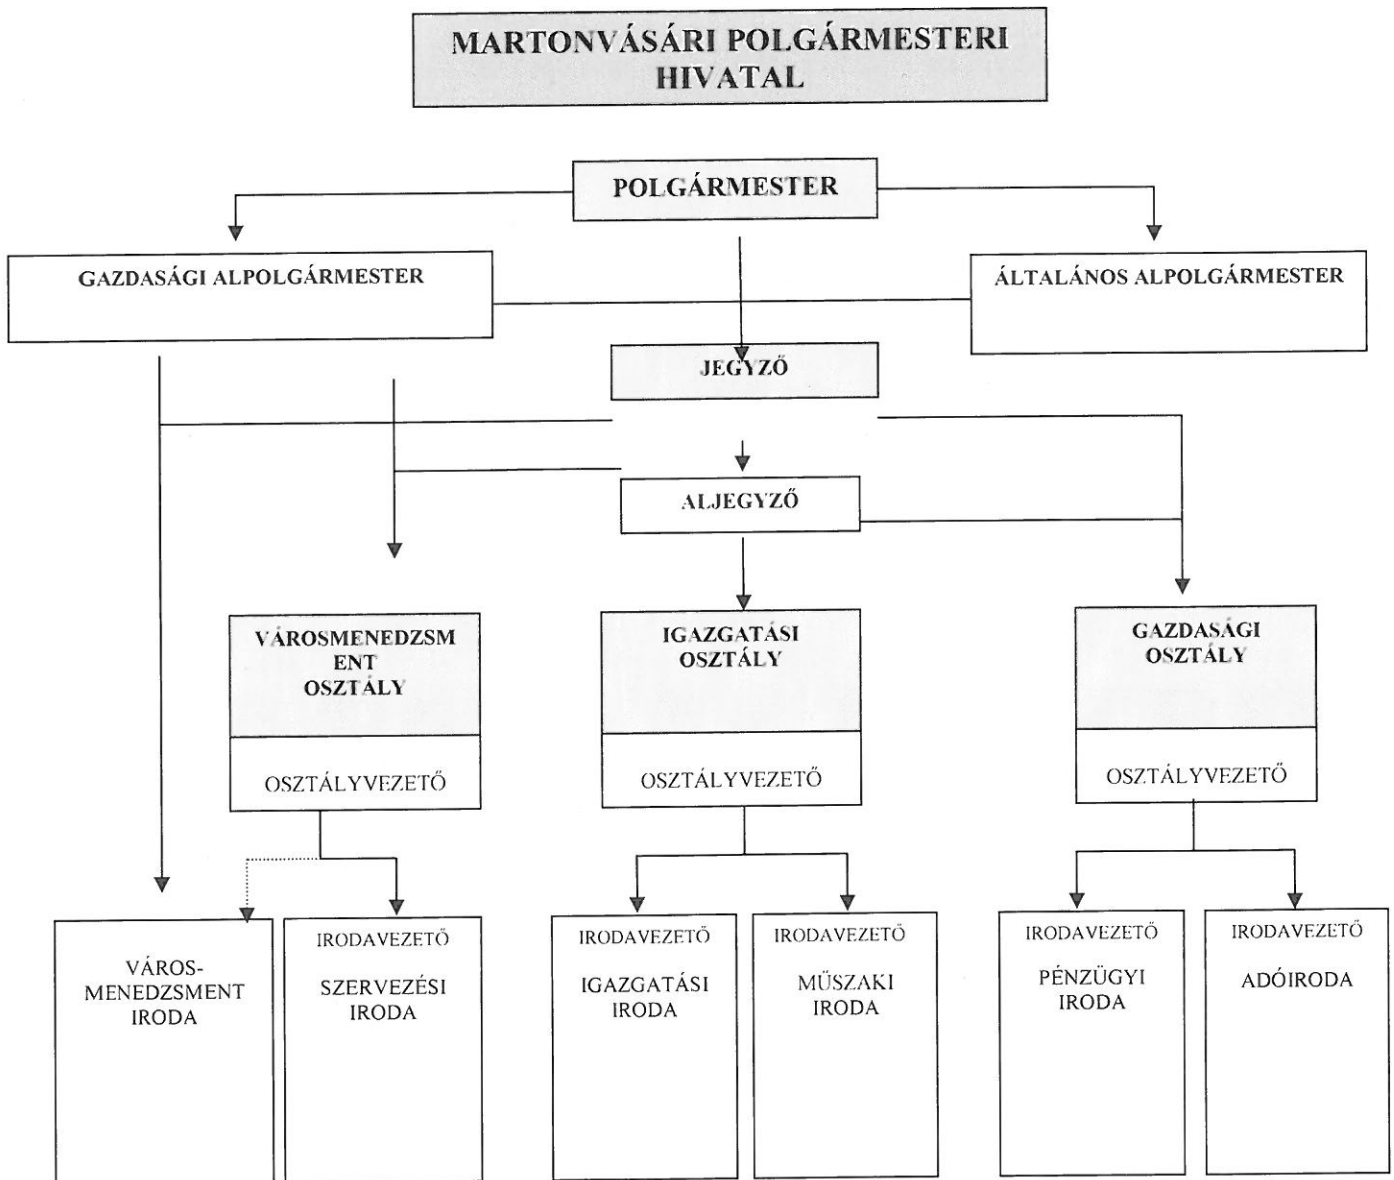 MARTONVÁSÁRI POLGÁRMESTERI
HIVATAL
POLGÁRMESTER
GAZDASÁGI ALPOLGÁRMESTER
ÁLTALÁNOS ALPOLGÁRMESTER
JEGYZŐ
ALJEGYZŐ
VÁROSMENEDZSM
ENT
OSZTÁLY
OSZTÁLYVEZETŐ
IGAZGATÁSI
OSZTÁLY
OSZTÁLYVEZETŐ
GAZDASÁGI
OSZTÁLY
OSZTÁLYVEZETŐ
VÁROS-
MENEDZSMENT
IRODA
IRODAVEZETŐ
SZERVEZÉSI
IRODA
IRODAVEZETŐ
IGAZGATÁSI
IRODA
IRODAVEZETŐ
MŰSZAKI
IRODA
IRODAVEZETŐ
PÉNZÜGYI
IRODA
IRODAVEZETŐ
ADÓIRODA